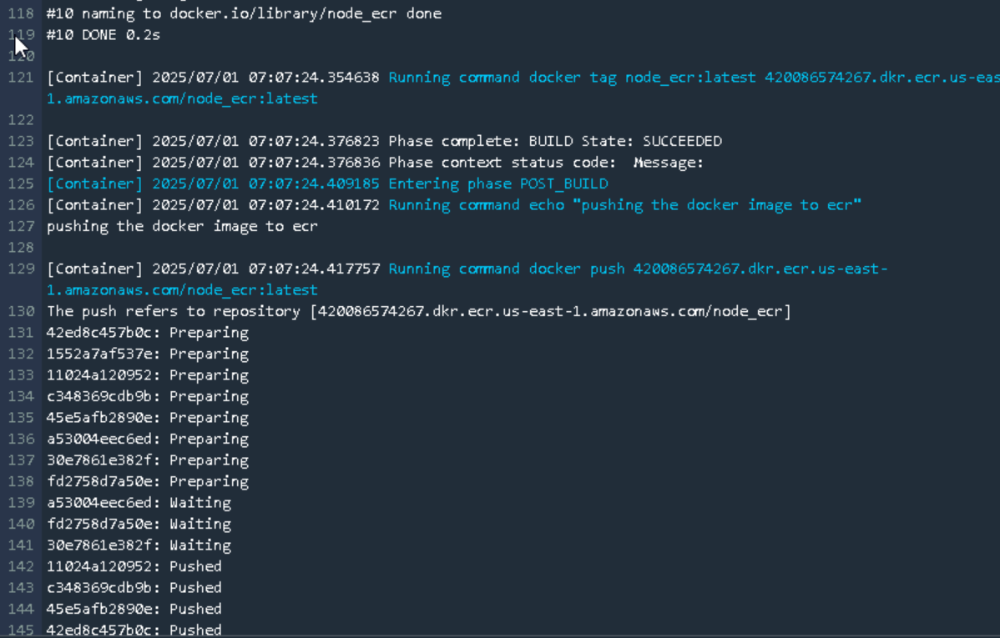 118 #10 naming to docker.io/library/node_ecr done
119 #10 DONE 0.2s
120
121 [Container] 2025/07/01 07:07:24.354638 Running command docker tag node_ecr:latest 420086574267.dkr.ecr.us-eas
1.amazonaws.com/node_ecr:latest
122
123 [Container] 2025/07/01 07:07:24.376823 Phase complete: BUILD State: SUCCEEDED
124 [Container] 2025/07/01 07:07:24.376836 Phase context status code:  Message:
125 [Container] 2025/07/01 07:07:24.409185 Entering phase POST_BUILD
126 [Container] 2025/07/01 07:07:24.410172 Running command echo "pushing the docker image to ecr"
127 pushing the docker image to ecr
128
129 [Container] 2025/07/01 07:07:24.417757 Running command docker push 420086574267.dkr.ecr.us-east-
1.amazonaws.com/node_ecr:latest
130 The push refers to repository [420086574267.dkr.ecr.us-east-1.amazonaws.com/node_ecr]
131 42ed8c457b0c: Preparing
132 1552a7af537e: Preparing
133 11024a120952: Preparing
134 c348369cdb9b: Preparing
135 45e5afb2890e: Preparing
136 a53004eec6ed: Preparing
137 30e7861e382f: Preparing
138 fd2758d7a50e: Preparing
139 a53004eec6ed: Waiting
140 fd2758d7a50e: Waiting
141 30e7861e382f: Waiting
142 11024a120952: Pushed
143 c348369cdb9b: Pushed
144 45e5afb2890e: Pushed
145 42ed8c457b0c: Pushed